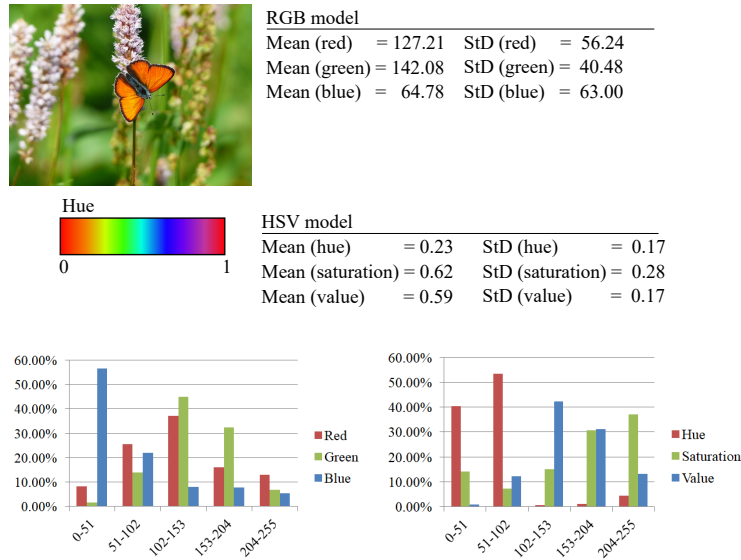 RGB model
Mean (red) = 127.21 StD (red) = 56.24
Mean (green) = 142.08 StD (green) = 40.48
Mean (blue) = 64.78 StD (blue) = 63.00
Hue
0 1
HSV model
Mean (hue) = 0.23 StD (hue) = 0.17
Mean (saturation) = 0.62 StD (saturation) = 0.28
Mean (value) = 0.59 StD (value) = 0.17
60.00%
50.00%
40.00%
30.00%
20.00%
10.00%
0.00%
0-51 51-102 102-153 153-204 204-255
Red
Green
Blue
60.00%
50.00%
40.00%
30.00%
20.00%
10.00%
0.00%
0-51 51-102 102-153 153-204 204-255
Hue
Saturation
Value